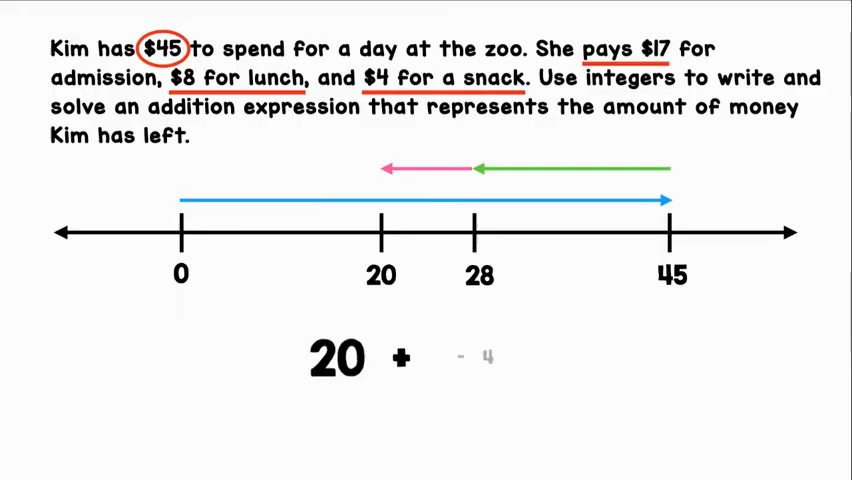 Kim has $45 to spend for a day at the zoo. She pays $17 for
admission, $8 for lunch, and $4 for a snack. Use integers to write and
solve an addition expression that represents the amount of money
Kim has left.
0 20 28 45
20 + - 4